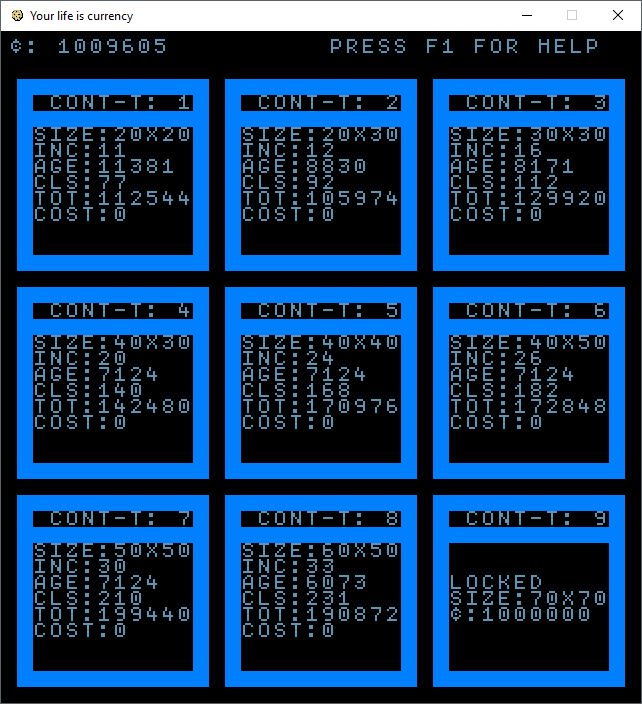 Your life is currency
¢: 1009605 PRESS F1 FOR HELP
CONT-T: 1
SIZE:20X20
INC:11
AGE:11381
CLS:77
TOT:112544
COST:0
CONT-T: 2
SIZE:20X30
INC:12
AGE:8830
CLS:92
TOT:105974
COST:0
CONT-T: 3
SIZE:30X30
INC:16
AGE:8171
CLS:112
TOT:129920
COST:0
CONT-T: 4
SIZE:40X30
INC:20
AGE:7124
CLS:140
TOT:142480
COST:0
CONT-T: 5
SIZE:40X40
INC:24
AGE:7124
CLS:168
TOT:170976
COST:0
CONT-T: 6
SIZE:40X50
INC:26
AGE:7124
CLS:182
TOT:172848
COST:0
CONT-T: 7
SIZE:50X50
INC:30
AGE:7124
CLS:210
TOT:199440
COST:0
CONT-T: 8
SIZE:60X50
INC:33
AGE:6073
CLS:231
TOT:190872
COST:0
CONT-T: 9
LOCKED
SIZE:70X70
¢:1000000